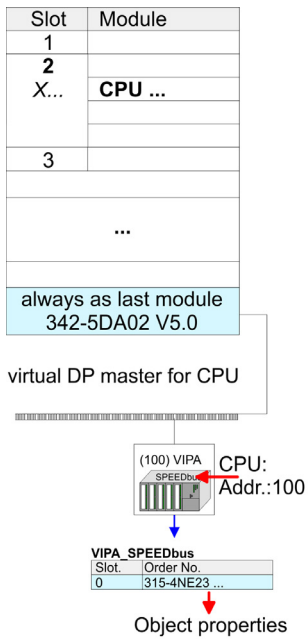 Slot Module
1
2
X... CPU ...
3
...
always as last module
342-5DA02 V5.0
virtual DP master for CPU
(100) VIPA
SPEEDbus
CPU:
Addr.:100
VIPA_SPEEDbus
Slot. Order No.
0 315-4NE23 ...
Object properties